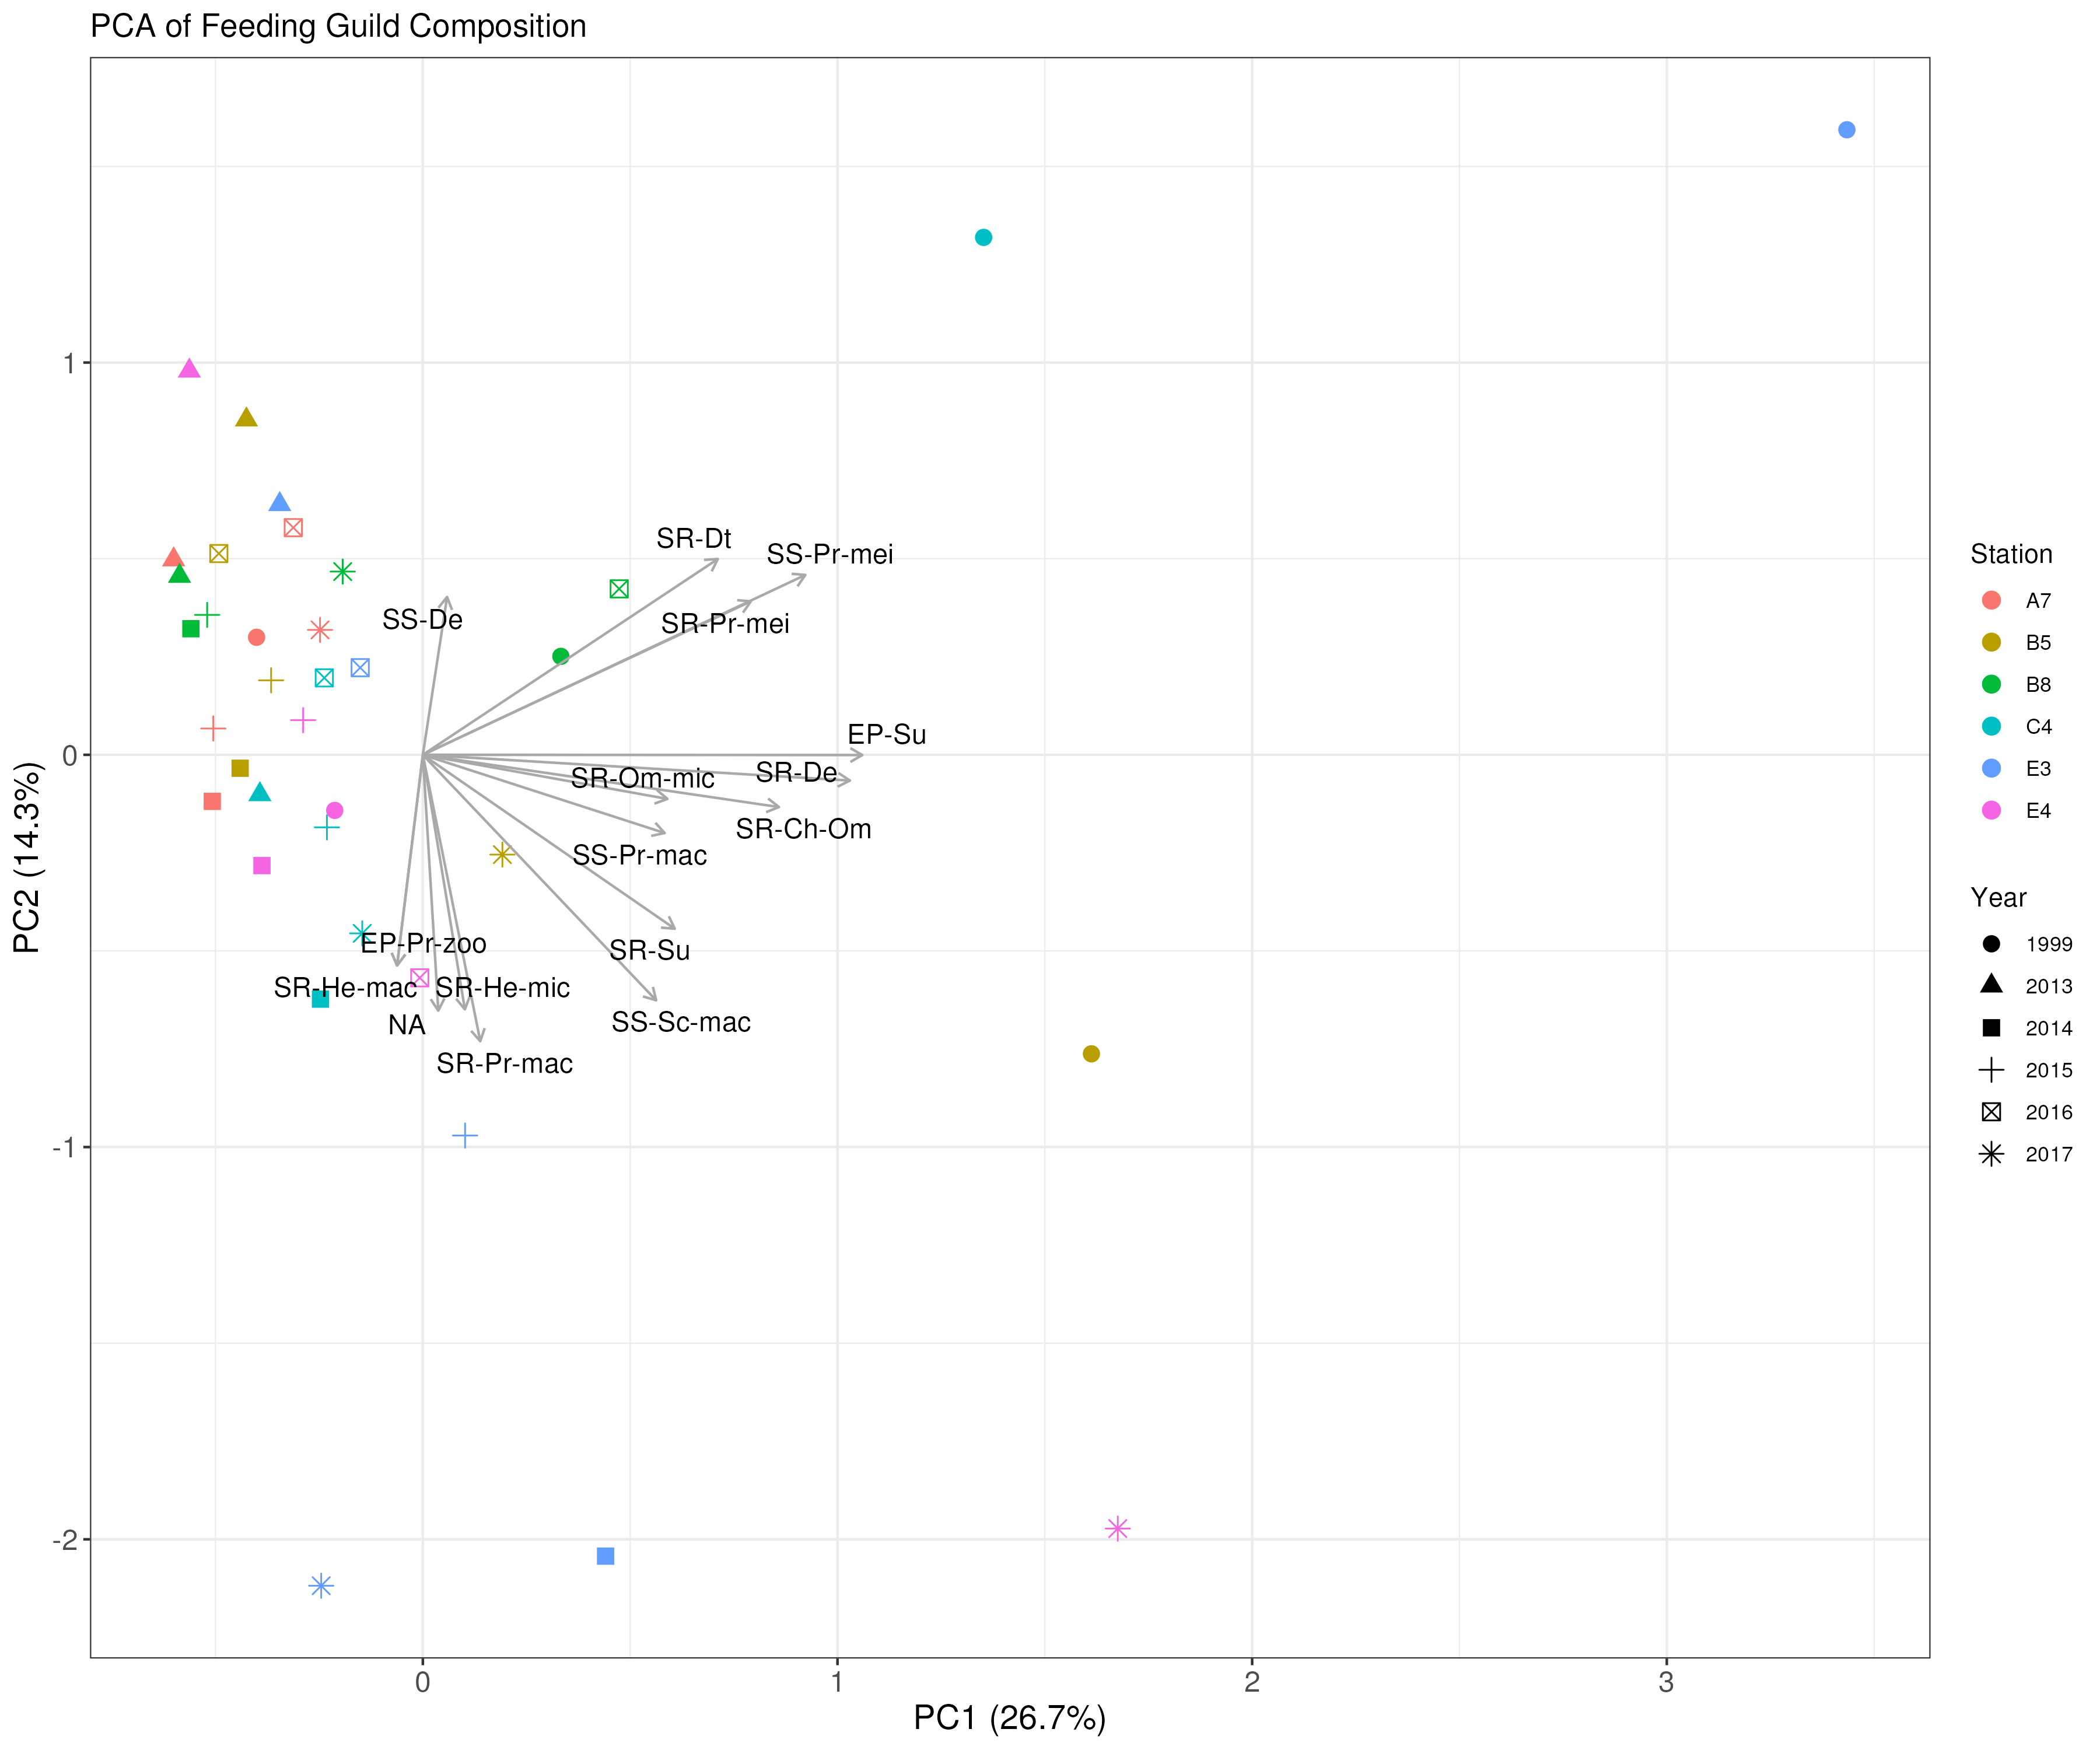 PCA of Feeding Guild Composition
SR-Dt
SS-Pr-mei
SS-De
SR-Pr-mei
EP-Su
SR-De
SR-Om-mic
SR-Ch-Om
SS-Pr-mac
EP-Pr-zoo
SR-Su
SR-He-mac
SR-He-mic
NA
SS-Sc-mac
SR-Pr-mac
1
0
-1
-2
PC2 (14.3%)
0
1
2
3
PC1 (26.7%)
Station
A7
B5
B8
C4
E3
E4
Year
1999
2013
2014
2015
2016
2017